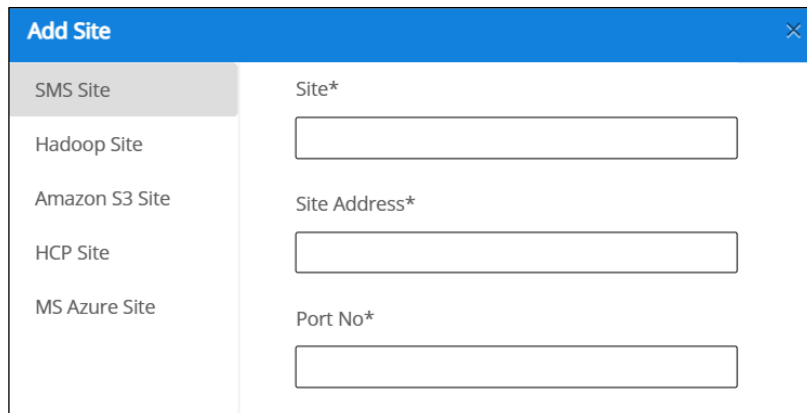 Add Site
SMS Site
Hadoop Site
Amazon S3 Site
HCP Site
MS Azure Site
Site*
Site Address*
Port No*